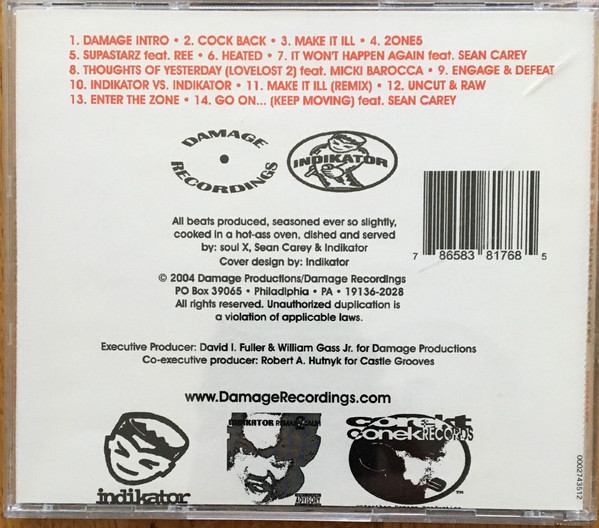 1. DAMAGE INTRO • 2. COCK BACK • 3. MAKE IT ILL • 4. 2ONE5
5. SUPASTARZ feat. REE • 6. HEATED • 7. IT WON'T HAPPEN AGAIN feat. SEAN CAREY
8. THOUGHTS OF YESTERDAY (LOVELOST 2) feat. MICKI BAROCCA • 9. ENGAGE & DEFEAT
10. INDIKATOR VS. INDIKATOR • 11. MAKE IT ILL (REMIX) • 12. UNCUT & RAW
13. ENTER THE ZONE • 14. GO ON... (KEEP MOVING) feat. SEAN CAREY
DAMAGE
RECORDINGS
INDIKATOR
All beats produced, seasoned ever so slightly,
cooked in a hot-ass oven, dished and served
by: soul X, Sean Carey & Indikator
Cover design by: Indikator
7 86583 81768 5
© 2004 Damage Productions/Damage Recordings
PO Box 39065 • Philadlphia • PA • 19136-2028
All rights reserved. Unauthorized duplication is
a violation of applicable laws.
Executive Producer: David I. Fuller & William Gass Jr. for Damage Productions
Co-executive producer: Robert A. Hutnyk for Castle Grooves
www.DamageRecordings.com
indikator
INDIKATOR
ADVISORY
conekt
conek RECORDS
TM
0002743512